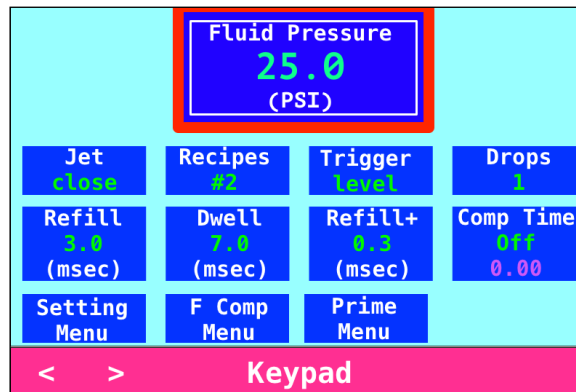 Fluid Pressure
25.0
(PSI)
Jet
close
Recipes
#2
Trigger
level
Drops
1
Refill
3.0
(msec)
Dwell
7.0
(msec)
Refill+
0.3
(msec)
Comp Time
Off
0.00
Setting
Menu
F Comp
Menu
Prime
Menu
< >
Keypad